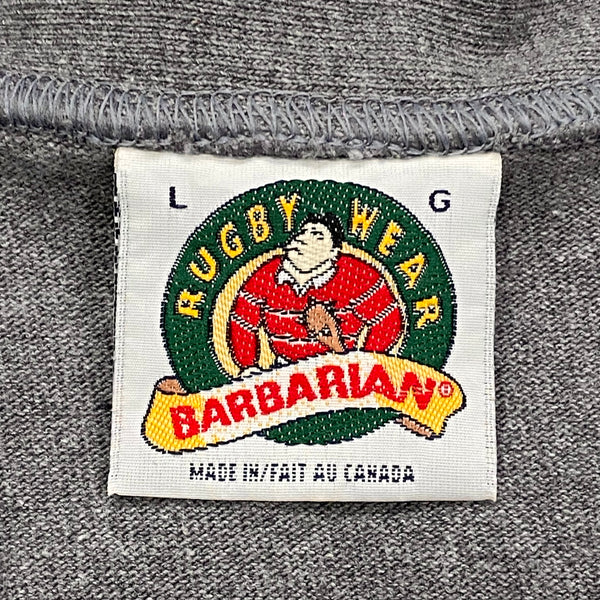 L G
RUGBY WEAR
BARBARIAN®
MADE IN/FAIT AU CANADA